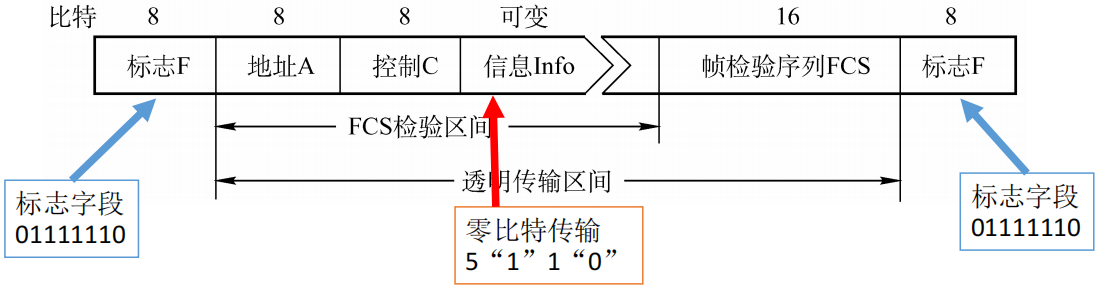 比特 8 8 8 可变 16 8
标志F 地址A 控制C 信息Info 帧检验序列FCS 标志F
FCS检验区间
透明传输区间
标志字段
01111110
零比特传输
5“1”1“0”
标志字段
01111110